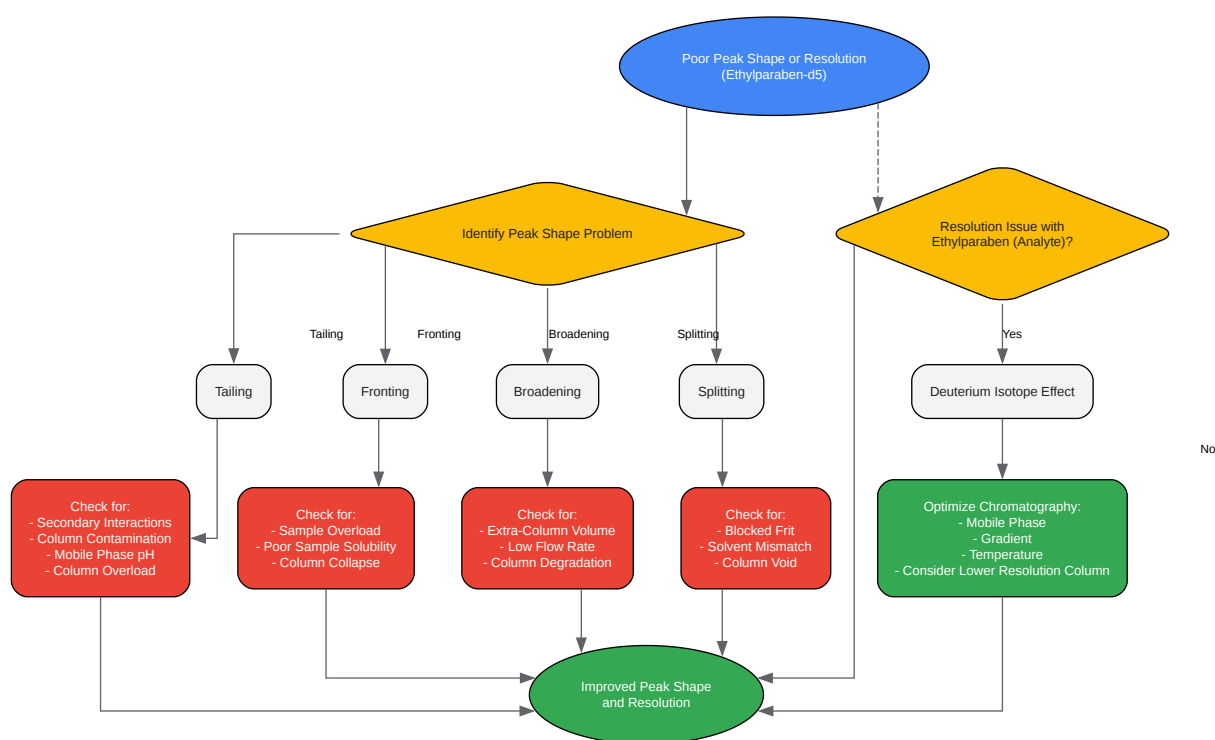 Poor Peak Shape or Resolution
(Ethylparaben-d5)
Identify Peak Shape Problem
Resolution Issue with
Ethylparaben (Analyte)?
Tailing
Fronting
Broadening
Splitting
Yes
Tailing
Fronting
Broadening
Splitting
Deuterium Isotope Effect
No
Check for:
- Secondary Interactions
- Column Contamination
- Mobile Phase pH
- Column Overload
Check for:
- Sample Overload
- Poor Sample Solubility
- Column Collapse
Check for:
- Extra-Column Volume
- Low Flow Rate
- Column Degradation
Check for:
- Blocked Frit
- Solvent Mismatch
- Column Void
Optimize Chromatography:
- Mobile Phase
- Gradient
- Temperature
- Consider Lower Resolution Column
Improved Peak Shape
and Resolution